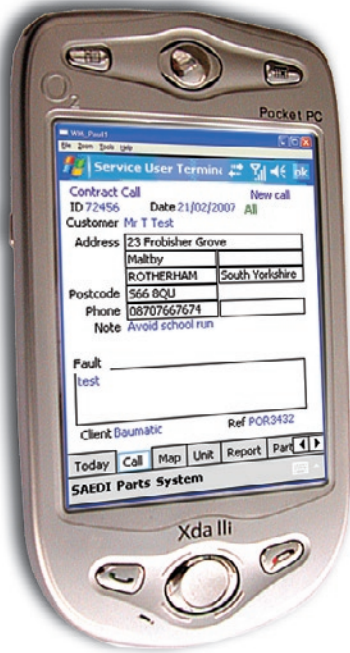 O2
Pocket PC
WM_Paul1
File Zoom Tools Help
Service User Termin ok
Contract Call New call
ID 72456 Date 21/02/2007 All
Customer Mr T Test
Address 23 Frobisher Grove
Maltby
ROTHERHAM South Yorkshire
Postcode S66 8QU
Phone 08707667674
Note Avoid school run
Fault
test
Client Baumatic Ref POR3432
Today Call Map Unit Report Part
SAEDI Parts System
Xda IIi